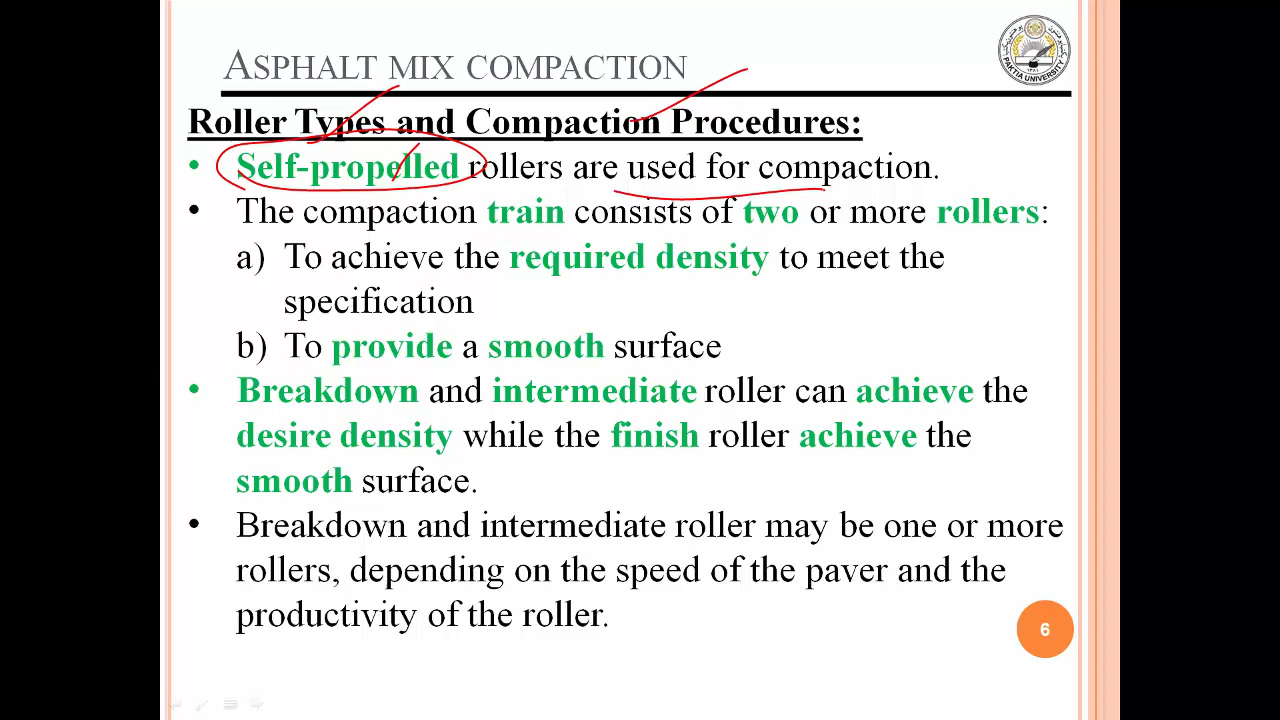 ASPHALT MIX COMPACTION
PAKTIA UNIVERSITY
Roller Types and Compaction Procedures:
• Self-propelled rollers are used for compaction.
• The compaction train consists of two or more rollers:
a) To achieve the required density to meet the
specification
b) To provide a smooth surface
• Breakdown and intermediate roller can achieve the
desire density while the finish roller achieve the
smooth surface.
• Breakdown and intermediate roller may be one or more
rollers, depending on the speed of the paver and the
productivity of the roller.
6